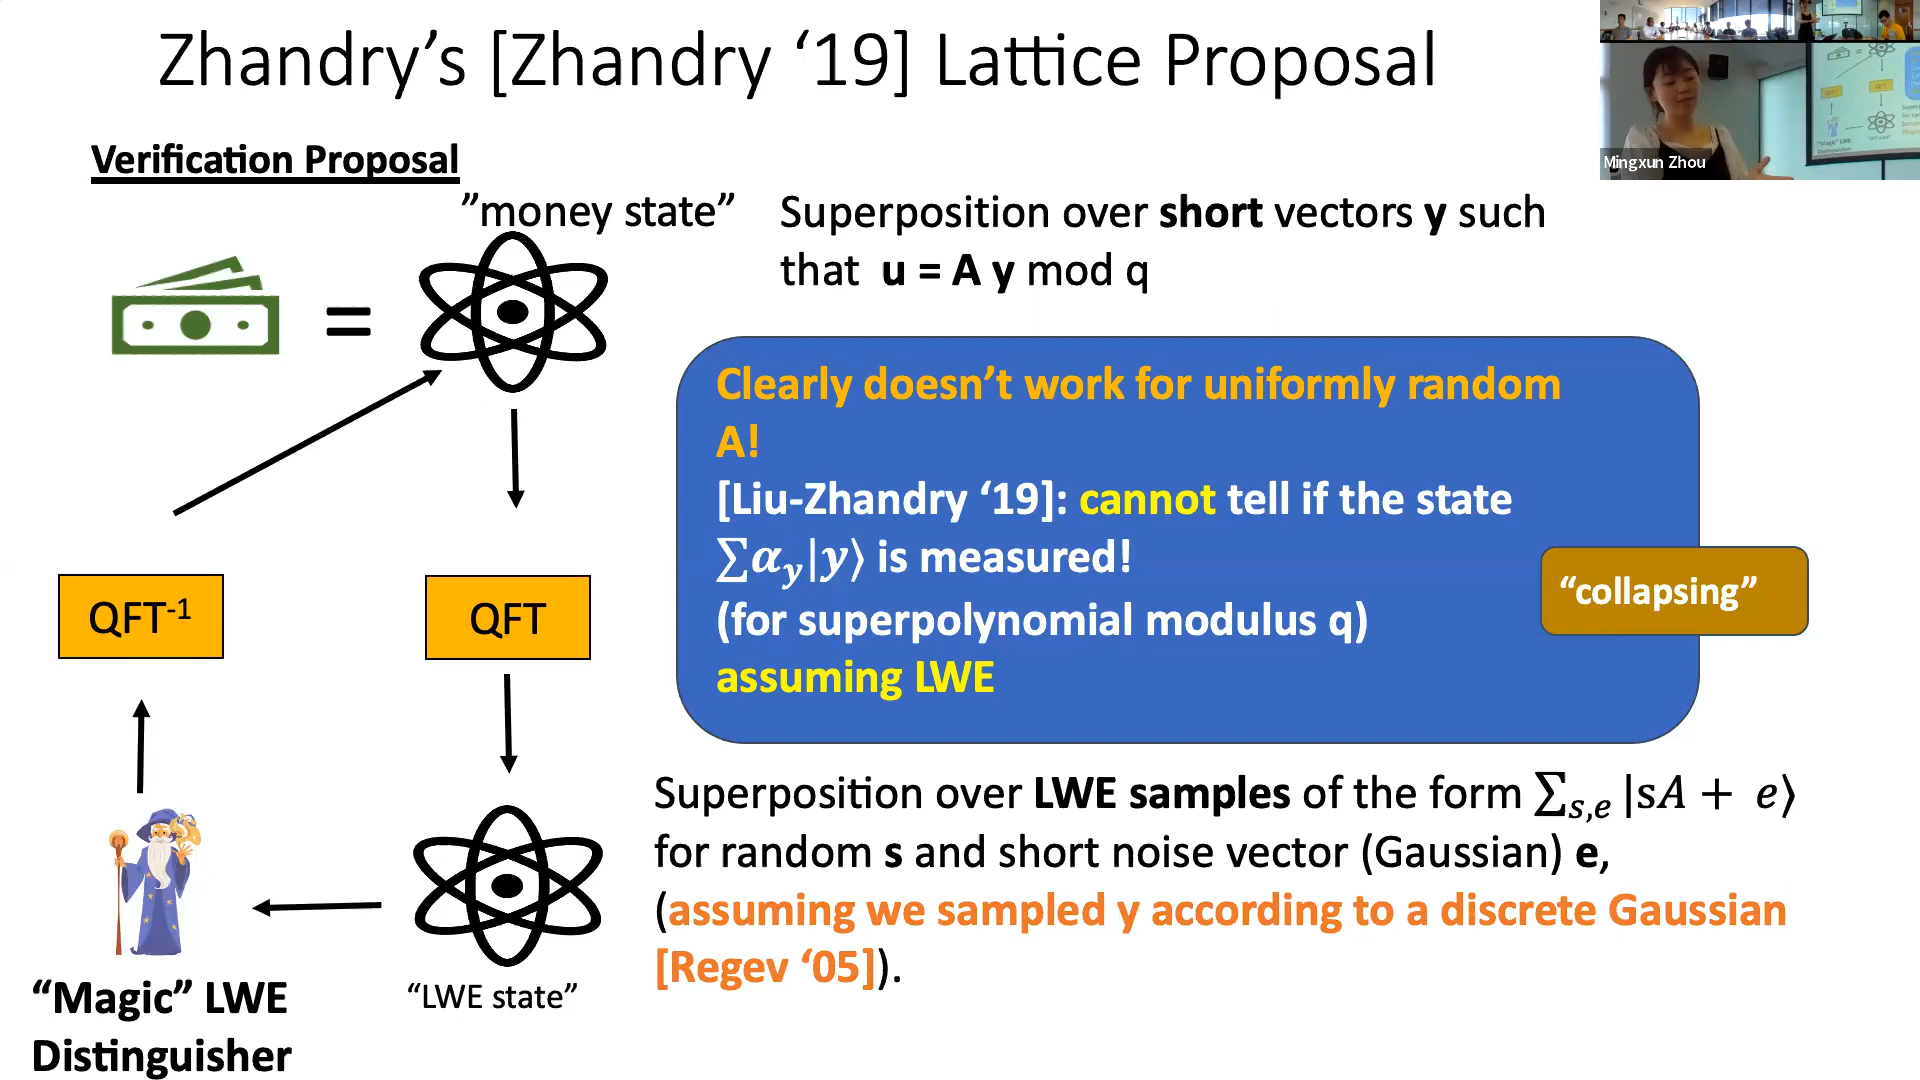 Zhandry’s [Zhandry ‘19] Lattice Proposal
Mingxun Zhou
Verification Proposal
”money state”
Superposition over short vectors y such
that u = A y mod q
=
Clearly doesn’t work for uniformly random
A!
[Liu-Zhandry ‘19]: cannot tell if the state
∑αᵧ|y⟩ is measured!
(for superpolynomial modulus q)
assuming LWE
“collapsing”
QFT⁻¹
QFT
Superposition over LWE samples of the form ∑ₛ,ₑ |sA + e⟩
for random s and short noise vector (Gaussian) e,
(assuming we sampled y according to a discrete Gaussian
[Regev ‘05]).
“Magic” LWE
Distinguisher
“LWE state”